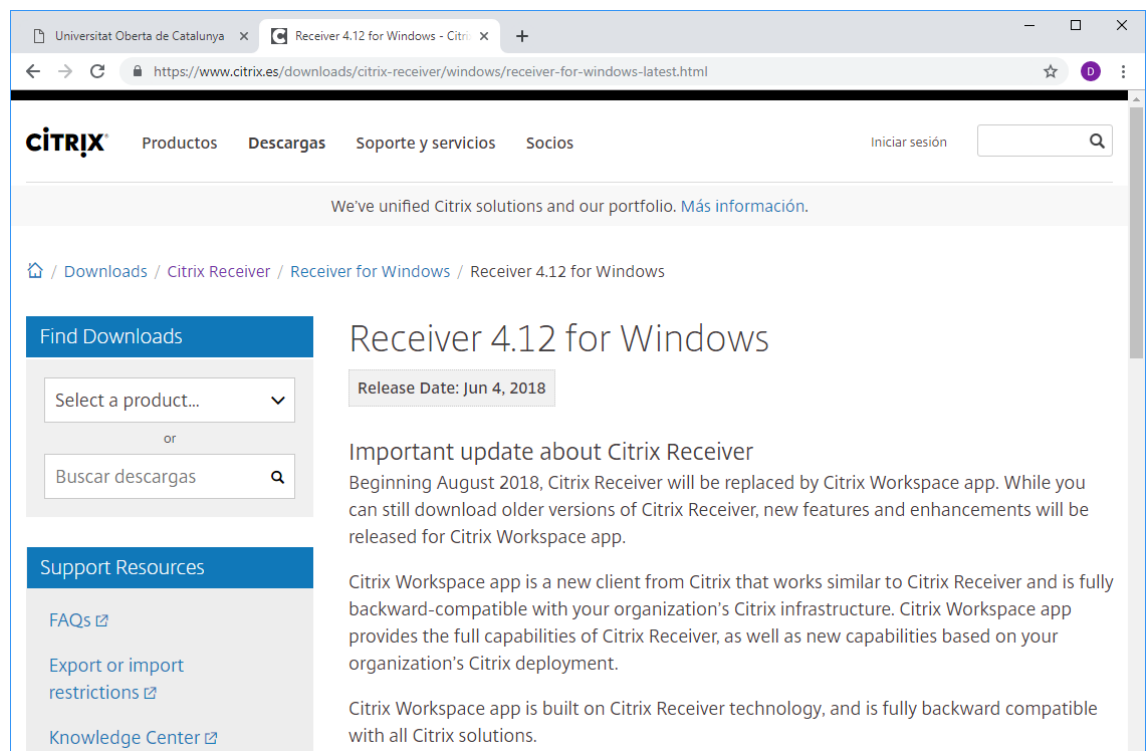 Universitat Oberta de Catalunya
Receiver 4.12 for Windows - Citri
https://www.citrix.es/downloads/citrix-receiver/windows/receiver-for-windows-latest.html
D
CİTRIX
Productos
Descargas
Soporte y servicios
Socios
Iniciar sesión
We've unified Citrix solutions and our portfolio. Más información.
/ Downloads / Citrix Receiver / Receiver for Windows / Receiver 4.12 for Windows
Find Downloads
Select a product...
or
Buscar descargas
Support Resources
FAQs
Export or import
restrictions
Knowledge Center
Receiver 4.12 for Windows
Release Date: Jun 4, 2018
Important update about Citrix Receiver
Beginning August 2018, Citrix Receiver will be replaced by Citrix Workspace app. While you
can still download older versions of Citrix Receiver, new features and enhancements will be
released for Citrix Workspace app.
Citrix Workspace app is a new client from Citrix that works similar to Citrix Receiver and is fully
backward-compatible with your organization's Citrix infrastructure. Citrix Workspace app
provides the full capabilities of Citrix Receiver, as well as new capabilities based on your
organization's Citrix deployment.
Citrix Workspace app is built on Citrix Receiver technology, and is fully backward compatible
with all Citrix solutions.